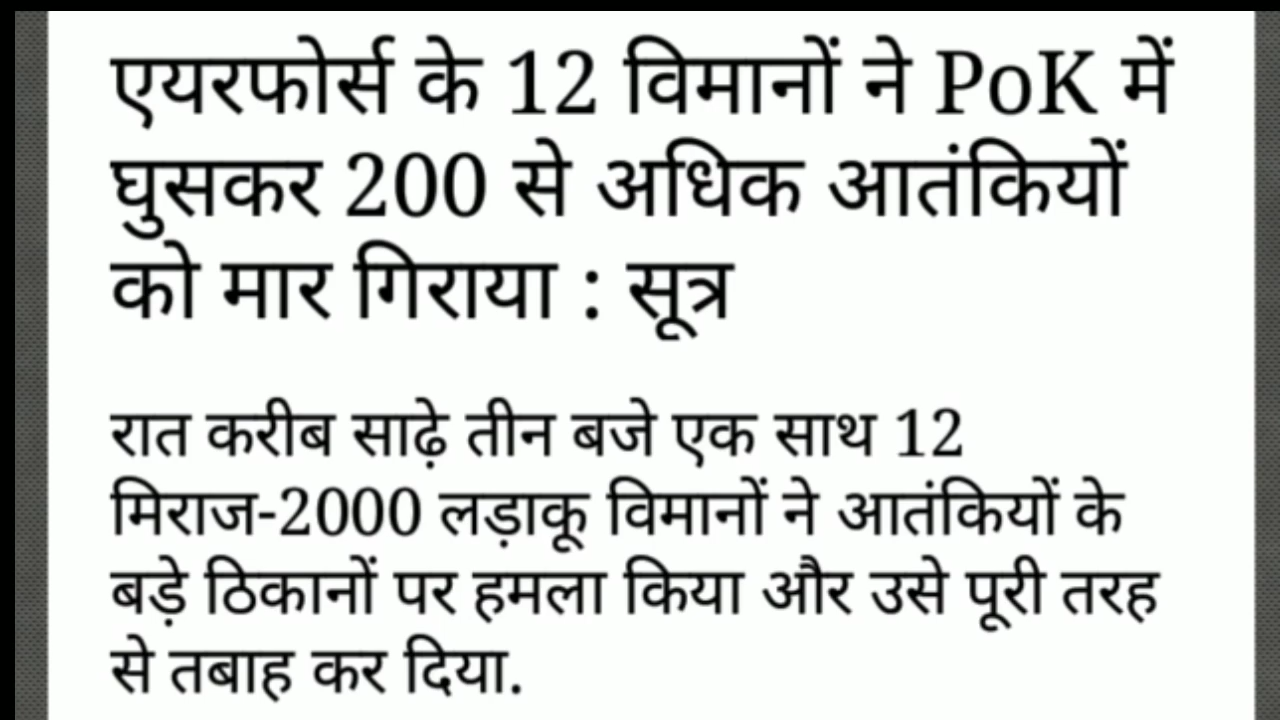 एयरफोर्स के 12 विमानों ने PoK में
घुसकर 200 से अधिक आतंकियों
को मार गिराया : सूत्र
रात करीब साढ़े तीन बजे एक साथ 12
मिराज-2000 लड़ाकू विमानों ने आतंकियों के
बड़े ठिकानों पर हमला किया और उसे पूरी तरह
से तबाह कर दिया.